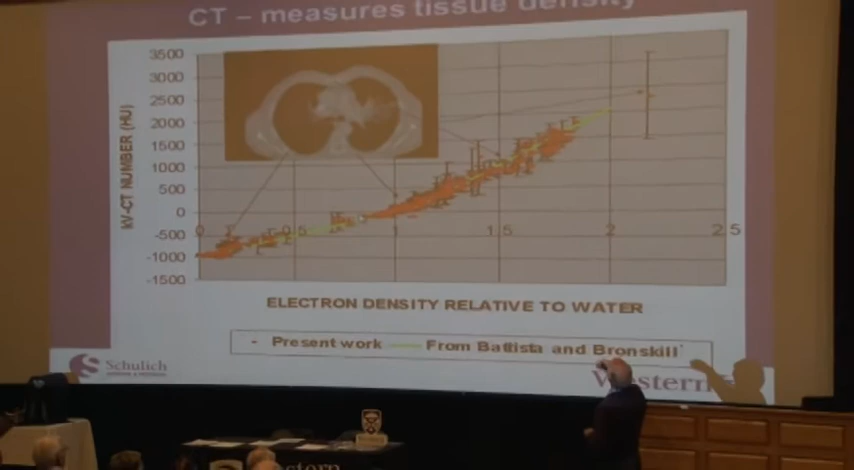 CT – measures tissue density
3500
3000
2500
2000
1500
1000
500
0
-500
-1000
-1500
kV-CT NUMBER (HU)
0
0.5
1
1.5
2
2.5
ELECTRON DENSITY RELATIVE TO WATER
- Present work
From Battista and Bronskill
Schulich
Western
stern